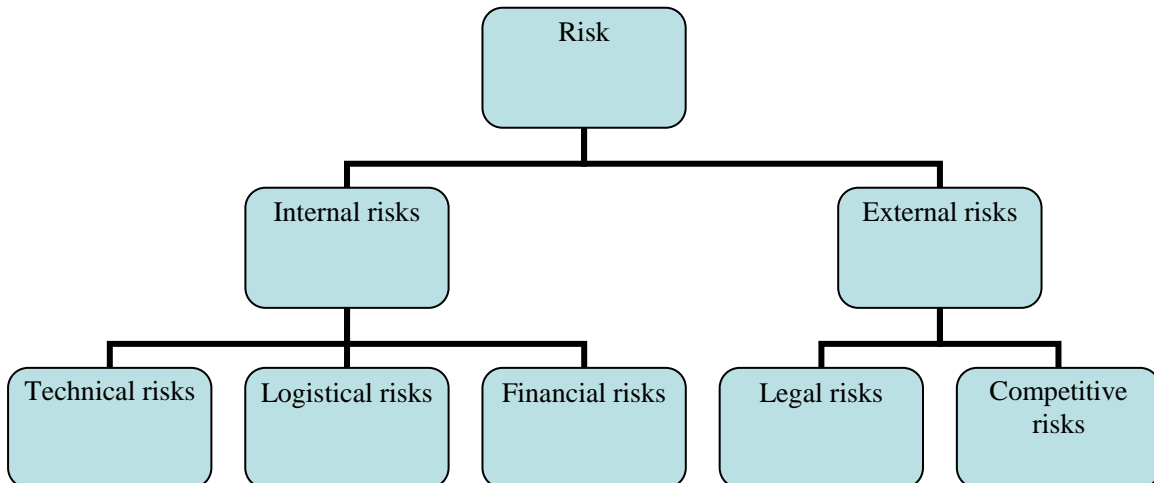 Risk
Internal risks
External risks
Technical risks
Logistical risks
Financial risks
Legal risks
Competitive
risks